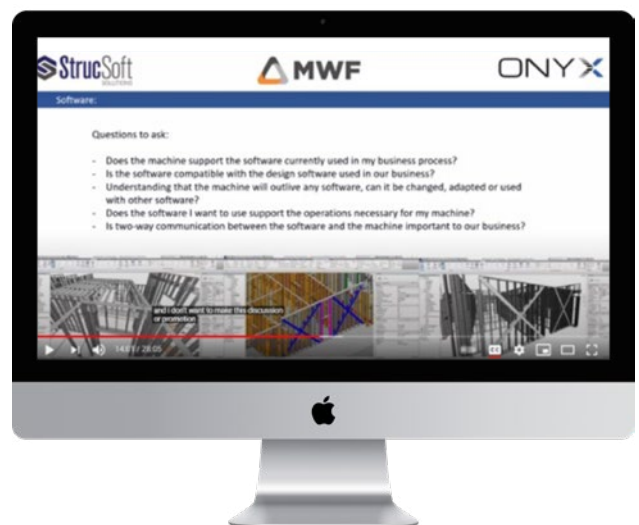 StrucSoft
SOLUTIONS
MWF
ONYX
Software:
Questions to ask:
- Does the machine support the software currently used in my business process?
- Is the software compatible with the design software used in our business?
- Understanding that the machine will outlive any software, can it be changed, adapted or used
with other software?
- Does the software I want to use support the operations necessary for my machine?
- Is two-way communication between the software and the machine important to our business?
and I don't want to make this discussion
or promotion
14:01 / 28:05
CC